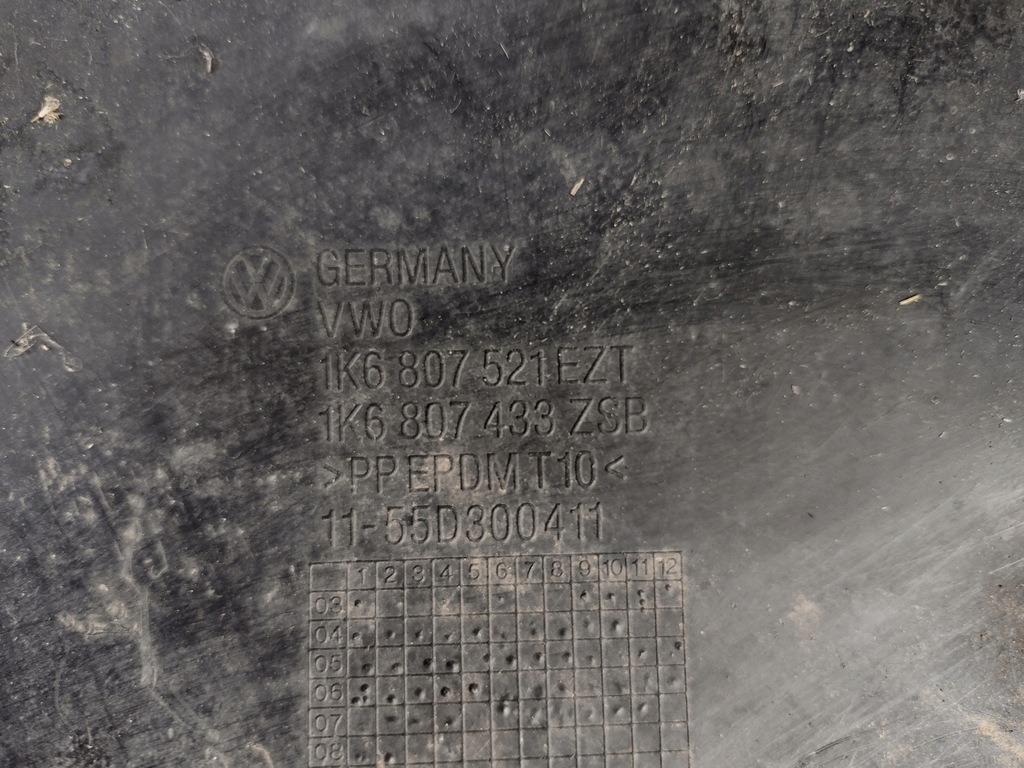 GERMANY
VWO
1K6 807 521 EZT
1K6 807 433 ZSB
>PP EPDM T10<
11-55D300411
1 2 3 4 5 6 7 8 9 10 11 12
03
04
05
06
07
08